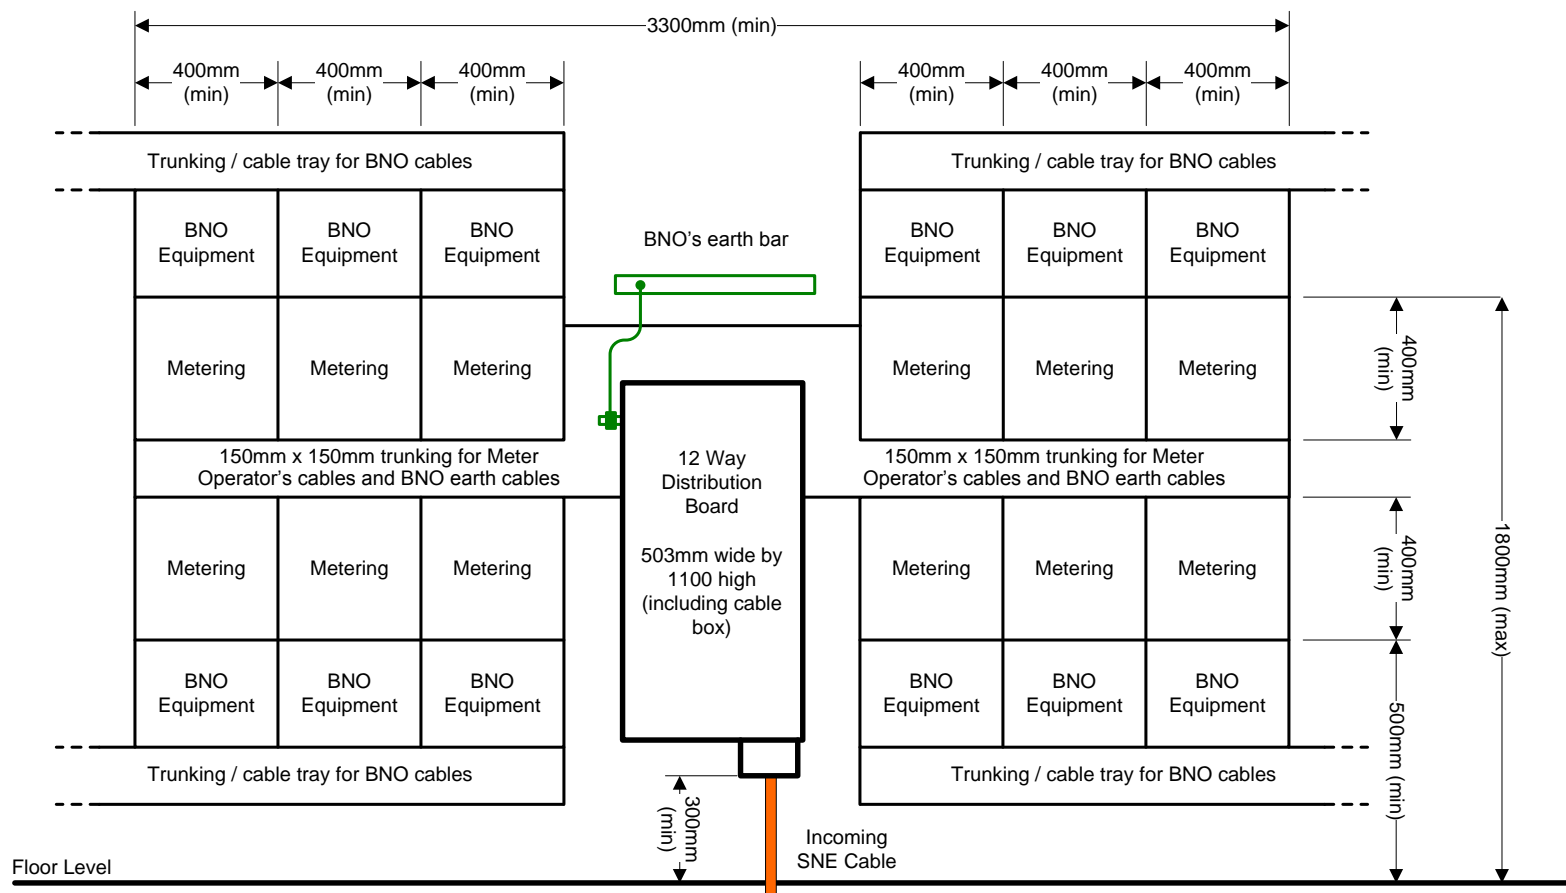 3300mm (min)
400mm
(min)
400mm
(min)
400mm
(min)
400mm
(min)
400mm
(min)
400mm
(min)
Trunking / cable tray for BNO cables
Trunking / cable tray for BNO cables
BNO
Equipment
BNO
Equipment
BNO
Equipment
BNO's earth bar
BNO
Equipment
BNO
Equipment
BNO
Equipment
Metering
Metering
Metering
Metering
Metering
Metering
400mm
(min)
150mm x 150mm trunking for Meter
Operator's cables and BNO earth cables
12 Way
Distribution
Board
503mm wide by
1100 high
(including cable
box)
150mm x 150mm trunking for Meter
Operator's cables and BNO earth cables
Metering
Metering
Metering
Metering
Metering
Metering
400mm
(min)
1800mm (max)
BNO
Equipment
BNO
Equipment
BNO
Equipment
BNO
Equipment
BNO
Equipment
BNO
Equipment
500mm (min)
Trunking / cable tray for BNO cables
Trunking / cable tray for BNO cables
300mm
(min)
Incoming
SNE Cable
Floor Level